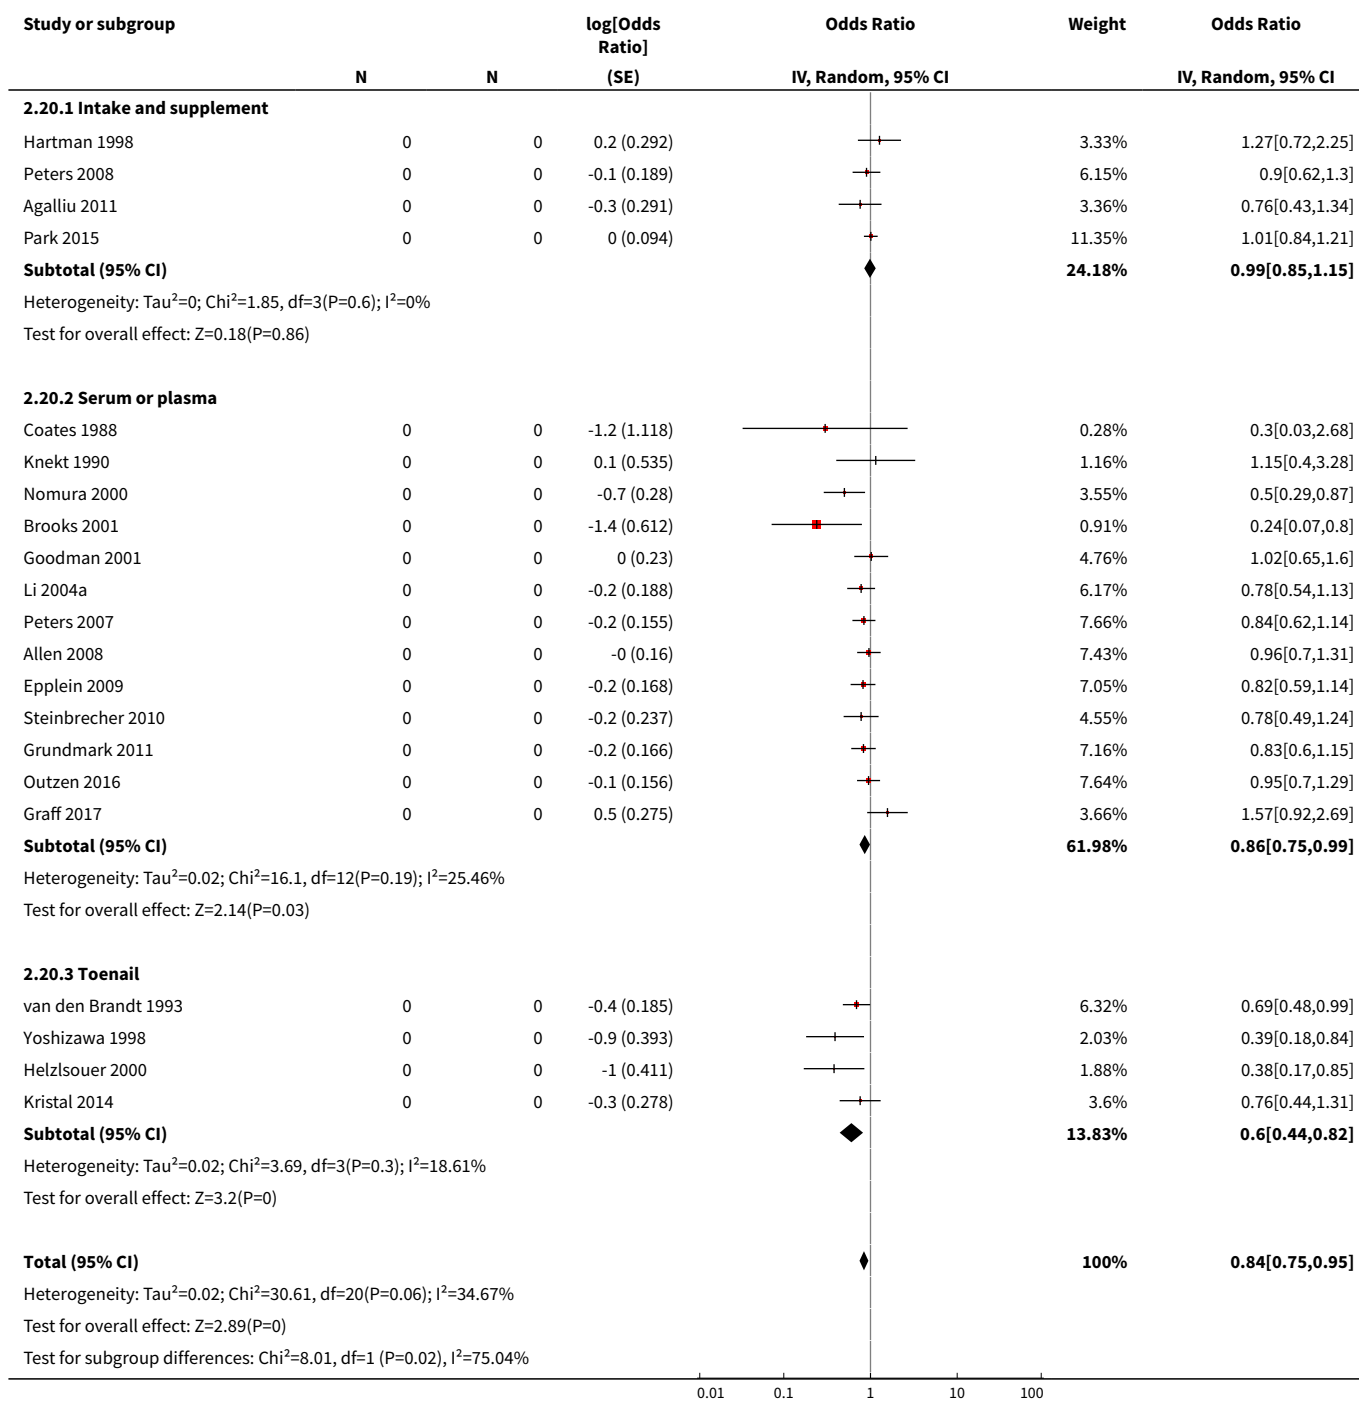 Study or subgroup log[Odds Ratio] Odds Ratio Weight Odds Ratio
N N (SE) IV, Random, 95% CI IV, Random, 95% CI
2.20.1 Intake and supplement
Hartman 1998 0 0 0.2 (0.292) 3.33% 1.27[0.72,2.25]
Peters 2008 0 0 -0.1 (0.189) 6.15% 0.9[0.62,1.3]
Agalliu 2011 0 0 -0.3 (0.291) 3.36% 0.76[0.43,1.34]
Park 2015 0 0 0 (0.094) 11.35% 1.01[0.84,1.21]
Subtotal (95% CI) 24.18% 0.99[0.85,1.15]
Heterogeneity: Tau²=0; Chi²=1.85, df=3(P=0.6); I²=0%
Test for overall effect: Z=0.18(P=0.86)
2.20.2 Serum or plasma
Coates 1988 0 0 -1.2 (1.118) 0.28% 0.3[0.03,2.68]
Knekt 1990 0 0 0.1 (0.535) 1.16% 1.15[0.4,3.28]
Nomura 2000 0 0 -0.7 (0.28) 3.55% 0.5[0.29,0.87]
Brooks 2001 0 0 -1.4 (0.612) 0.91% 0.24[0.07,0.8]
Goodman 2001 0 0 0 (0.23) 4.76% 1.02[0.65,1.6]
Li 2004a 0 0 -0.2 (0.188) 6.17% 0.78[0.54,1.13]
Peters 2007 0 0 -0.2 (0.155) 7.66% 0.84[0.62,1.14]
Allen 2008 0 0 -0 (0.16) 7.43% 0.96[0.7,1.31]
Epplein 2009 0 0 -0.2 (0.168) 7.05% 0.82[0.59,1.14]
Steinbrecher 2010 0 0 -0.2 (0.237) 4.55% 0.78[0.49,1.24]
Grundmark 2011 0 0 -0.2 (0.166) 7.16% 0.83[0.6,1.15]
Outzen 2016 0 0 -0.1 (0.156) 7.64% 0.95[0.7,1.29]
Graff 2017 0 0 0.5 (0.275) 3.66% 1.57[0.92,2.69]
Subtotal (95% CI) 61.98% 0.86[0.75,0.99]
Heterogeneity: Tau²=0.02; Chi²=16.1, df=12(P=0.19); I²=25.46%
Test for overall effect: Z=2.14(P=0.03)
2.20.3 Toenail
van den Brandt 1993 0 0 -0.4 (0.185) 6.32% 0.69[0.48,0.99]
Yoshizawa 1998 0 0 -0.9 (0.393) 2.03% 0.39[0.18,0.84]
Helzlsouer 2000 0 0 -1 (0.411) 1.88% 0.38[0.17,0.85]
Kristal 2014 0 0 -0.3 (0.278) 3.6% 0.76[0.44,1.31]
Subtotal (95% CI) 13.83% 0.6[0.44,0.82]
Heterogeneity: Tau²=0.02; Chi²=3.69, df=3(P=0.3); I²=18.61%
Test for overall effect: Z=3.2(P=0)
Total (95% CI) 100% 0.84[0.75,0.95]
Heterogeneity: Tau²=0.02; Chi²=30.61, df=20(P=0.06); I²=34.67%
Test for overall effect: Z=2.89(P=0)
Test for subgroup differences: Chi²=8.01, df=1 (P=0.02), I²=75.04%
0.01 0.1 1 10 100